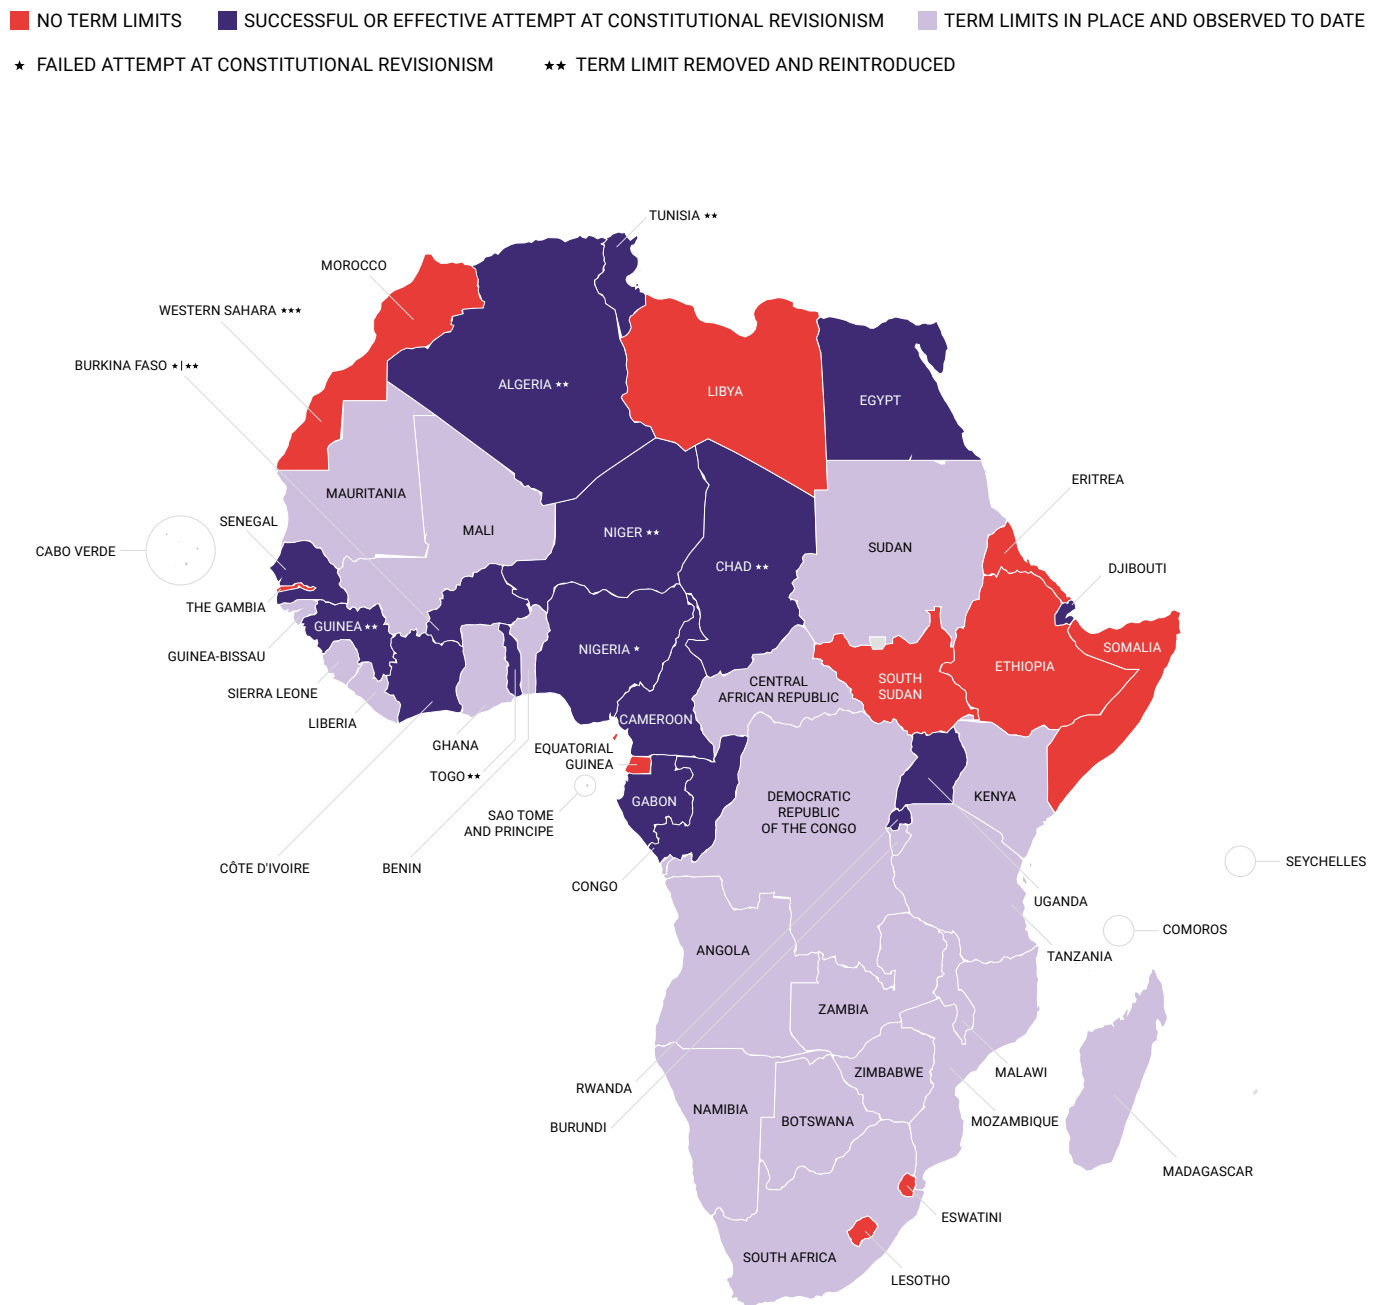 NO TERM LIMITS
SUCCESSFUL OR EFFECTIVE ATTEMPT AT CONSTITUTIONAL REVISIONISM
TERM LIMITS IN PLACE AND OBSERVED TO DATE
★ FAILED ATTEMPT AT CONSTITUTIONAL REVISIONISM
★★ TERM LIMIT REMOVED AND REINTRODUCED
TUNISIA ★★
MOROCCO
WESTERN SAHARA ★★★
BURKINA FASO ★|★★
ALGERIA ★★
LIBYA
EGYPT
ERITREA
MAURITANIA
SENEGAL
MALI
NIGER ★★
CABO VERDE
SUDAN
CHAD ★★
DJIBOUTI
THE GAMBIA
GUINEA ★★
NIGERIA ★
SOMALIA
GUINEA-BISSAU
ETHIOPIA
SIERRA LEONE
CENTRAL
AFRICAN REPUBLIC
SOUTH
SUDAN
LIBERIA
CAMEROON
GHANA
EQUATORIAL
GUINEA
TOGO ★★
GABON
DEMOCRATIC
REPUBLIC
OF THE CONGO
KENYA
SAO TOME
AND PRINCIPE
CÔTE D'IVOIRE
BENIN
CONGO
SEYCHELLES
UGANDA
COMOROS
ANGOLA
TANZANIA
ZAMBIA
RWANDA
ZIMBABWE
MALAWI
BURUNDI
NAMIBIA
BOTSWANA
MOZAMBIQUE
MADAGASCAR
ESWATINI
SOUTH AFRICA
LESOTHO